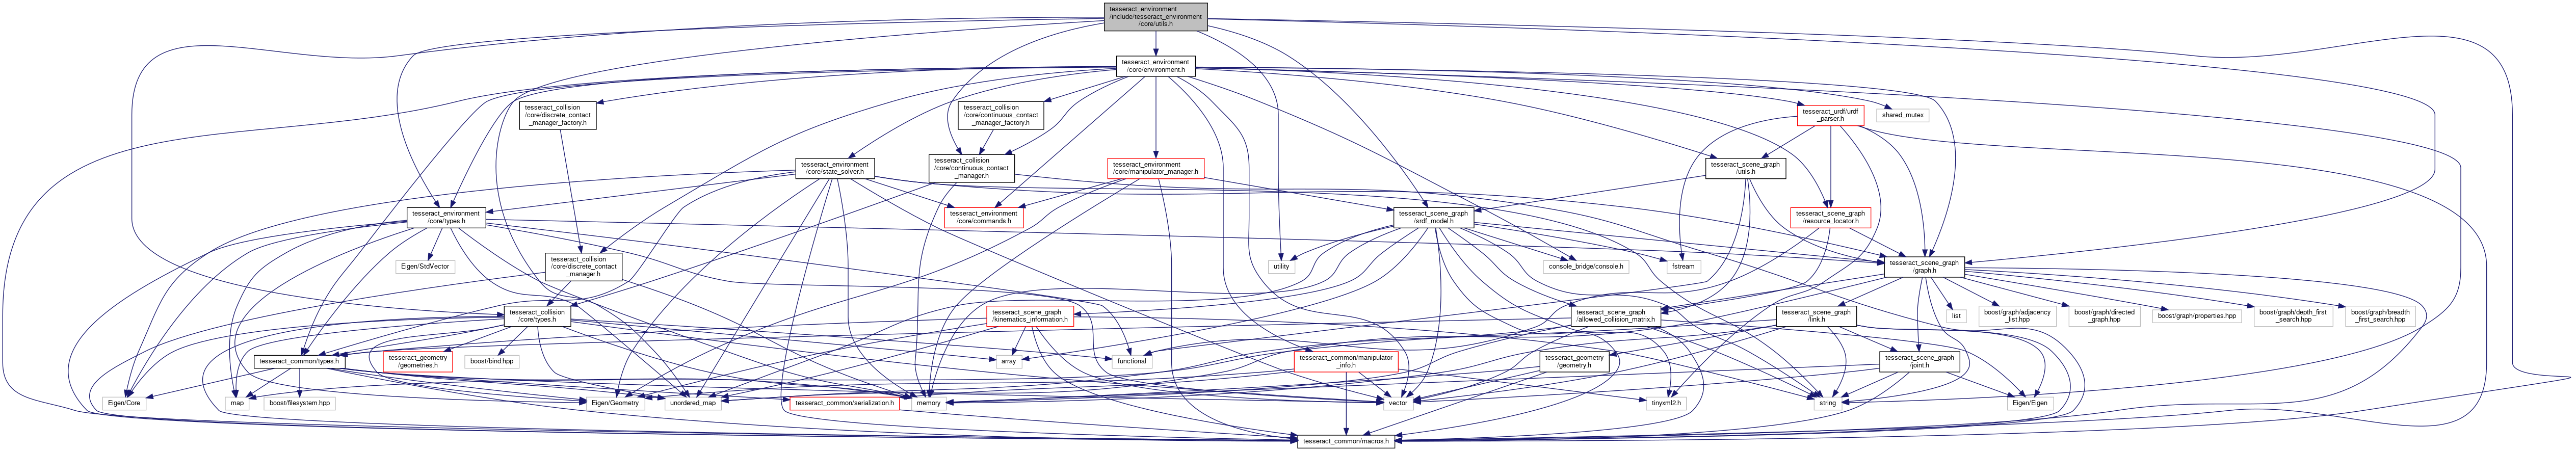 tesseract_environment
/include/tesseract_environment
/core/utils.h
tesseract_environment
/core/environment.h
tesseract_collision
/core/discrete_contact
_manager_factory.h
tesseract_collision
/core/continuous_contact
_manager_factory.h
tesseract_urdf/urdf
_parser.h
shared_mutex
tesseract_environment
/core/state_solver.h
tesseract_collision
/core/continuous_contact
_manager.h
tesseract_environment
/core/manipulator_manager.h
tesseract_scene_graph
/utils.h
tesseract_environment
/core/types.h
tesseract_environment
/core/commands.h
tesseract_scene_graph
/srdf_model.h
tesseract_scene_graph
/resource_locator.h
Eigen/StdVector
tesseract_collision
/core/discrete_contact
_manager.h
utility
console_bridge/console.h
fstream
tesseract_scene_graph
/graph.h
tesseract_collision
/core/types.h
tesseract_scene_graph
/kinematics_information.h
tesseract_scene_graph
/allowed_collision_matrix.h
tesseract_scene_graph
/link.h
list
boost/graph/adjacency
_list.hpp
boost/graph/directed
_graph.hpp
boost/graph/properties.hpp
boost/graph/depth_first
_search.hpp
boost/graph/breadth
_first_search.hpp
tesseract_common/types.h
tesseract_geometry
/geometries.h
boost/bind.hpp
array
functional
tesseract_common/manipulator
_info.h
tesseract_geometry
/geometry.h
tesseract_scene_graph
/joint.h
Eigen/Core
map
boost/filesystem.hpp
Eigen/Geometry
unordered_map
tesseract_common/serialization.h
memory
vector
tinyxml2.h
string
Eigen/Eigen
tesseract_common/macros.h